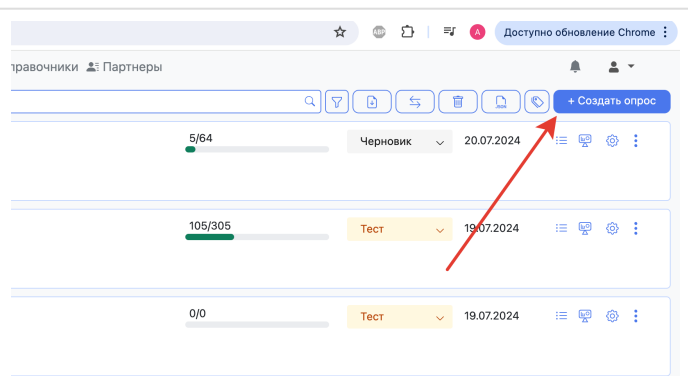 ABP
A
Доступно обновление Chrome
правочники Партнеры
+ Создать опрос
5/64
Черновик
20.07.2024
105/305
Тест
19.07.2024
0/0
Тест
19.07.2024